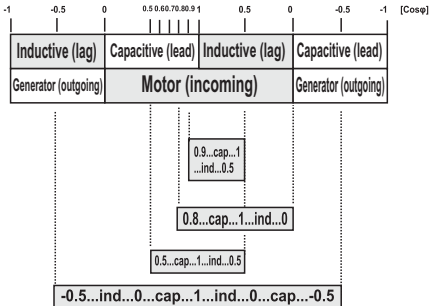 -1 -0.5 0 0.5 0.6 0.7 0.8 0.9 1 0.5 0 -0.5 -1 [Cosφ]
Inductive (lag) Capacitive (lead) Inductive (lag) Capacitive (lead)
Generator (outgoing) Motor (incoming) Generator (outgoing)
0.9...cap...1
...ind...0.5
0.8...cap...1...ind...0
0.5...cap...1...ind...0.5
-0.5...ind...0...cap...1...ind...0...cap...-0.5